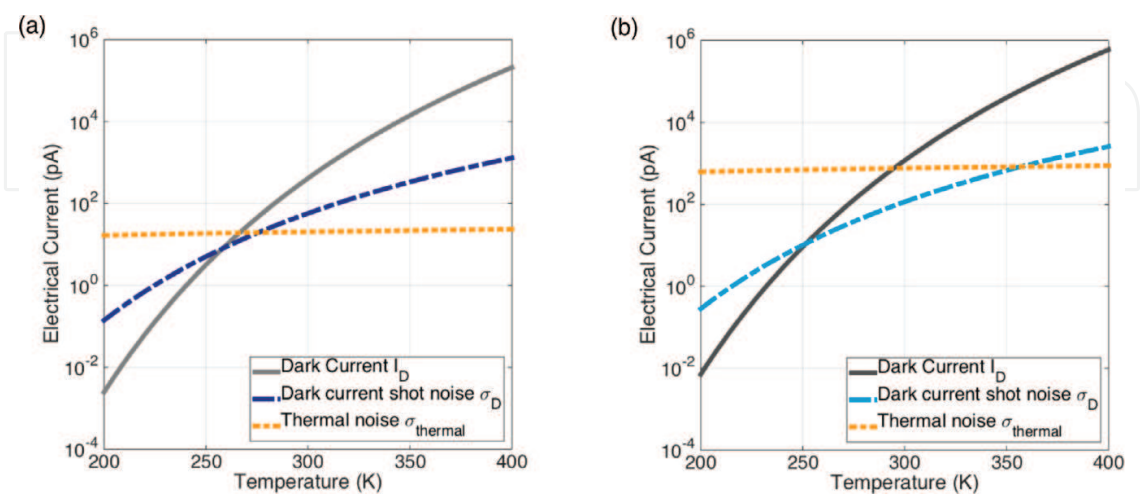 (a)
10^6
10^4
10^2
10^0
10^-2
10^-4
Electrical Current (pA)
200
250
300
350
400
Temperature (K)
Dark Current I_D
Dark current shot noise σ_D
Thermal noise σ_thermal
(b)
10^6
10^4
10^2
10^0
10^-2
10^-4
Electrical Current (pA)
200
250
300
350
400
Temperature (K)
Dark Current I_D
Dark current shot noise σ_D
Thermal noise σ_thermal